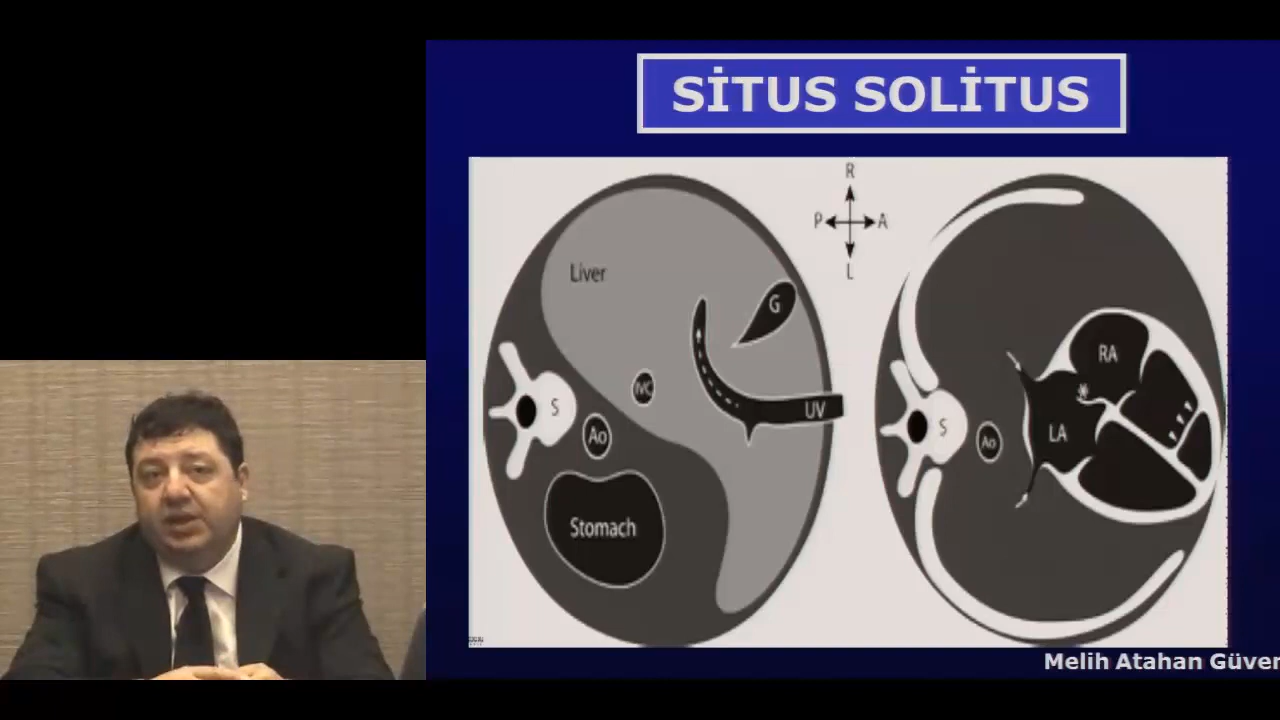 SİTUS SOLİTUS
R
P A
L
Liver
G
IVC
UV
S
Ao
Stomach
RA
LA
S
Ao
Melih Atahan Güven